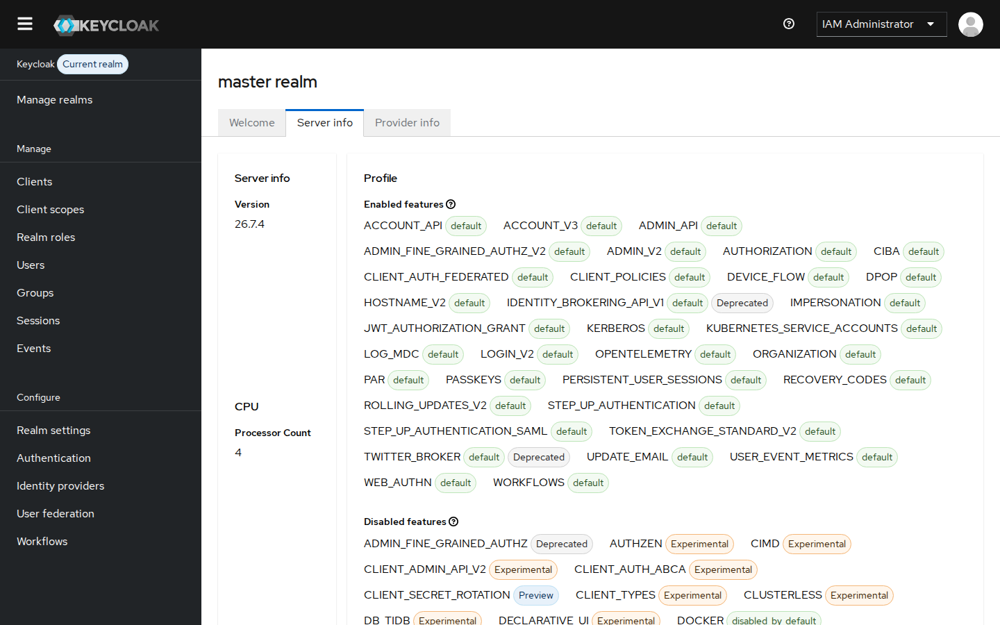 KEYCLOAK
IAM Administrator
Keycloak Current realm
Manage realms
Manage
Clients
Client scopes
Realm roles
Users
Groups
Sessions
Events
Configure
Realm settings
Authentication
Identity providers
User federation
Workflows
master realm
Welcome Server info Provider info
Server info
Version
26.7.4
CPU
Processor Count
4
Profile
Enabled features
ACCOUNT_API default ACCOUNT_V3 default ADMIN_API default
ADMIN_FINE_GRAINED_AUTHZ_V2 default ADMIN_V2 default AUTHORIZATION default CIBA default
CLIENT_AUTH_FEDERATED default CLIENT_POLICIES default DEVICE_FLOW default DPOP default
HOSTNAME_V2 default IDENTITY_BROKERING_API_V1 default Deprecated IMPERSONATION default
JWT_AUTHORIZATION_GRANT default KERBEROS default KUBERNETES_SERVICE_ACCOUNTS default
LOG_MDC default LOGIN_V2 default OPENTELEMETRY default ORGANIZATION default
PAR default PASSKEYS default PERSISTENT_USER_SESSIONS default RECOVERY_CODES default
ROLLING_UPDATES_V2 default STEP_UP_AUTHENTICATION default
STEP_UP_AUTHENTICATION_SAML default TOKEN_EXCHANGE_STANDARD_V2 default
TWITTER_BROKER default Deprecated UPDATE_EMAIL default USER_EVENT_METRICS default
WEB_AUTHN default WORKFLOWS default
Disabled features
ADMIN_FINE_GRAINED_AUTHZ Deprecated AUTHZEN Experimental CIMD Experimental
CLIENT_ADMIN_API_V2 Experimental CLIENT_AUTH_ABCA Experimental
CLIENT_SECRET_ROTATION Preview CLIENT_TYPES Experimental CLUSTERLESS Experimental
DB_TIDB Experimental DECLARATIVE_UI Experimental DOCKER disabled by default